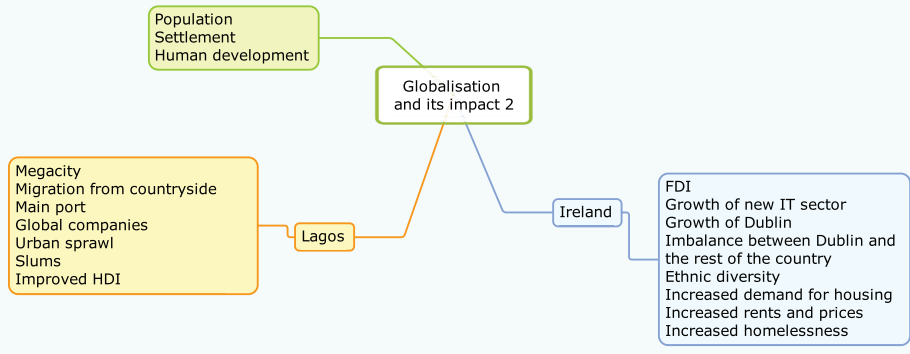 Population
Settlement
Human development
Globalisation
and its impact 2
Megacity
Migration from countryside
Main port
Global companies
Urban sprawl
Slums
Improved HDI
Lagos
Ireland
FDI
Growth of new IT sector
Growth of Dublin
Imbalance between Dublin and
the rest of the country
Ethnic diversity
Increased demand for housing
Increased rents and prices
Increased homelessness